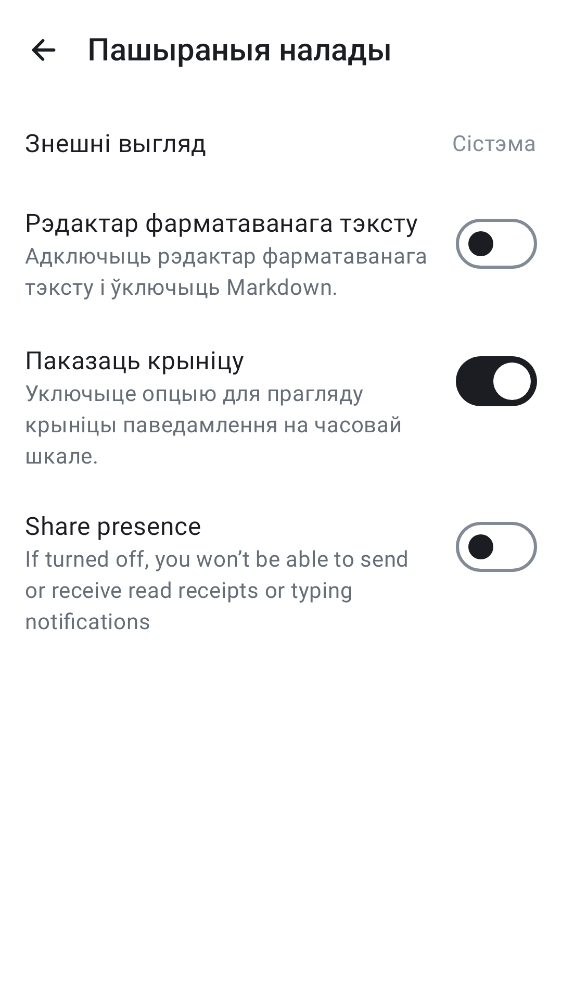 Пашыраныя налады
Знешні выгляд
Сістэма
Рэдактар фарматаванага тэксту
Адключыць рэдактар фарматаванага
тэксту і ўключыць Markdown.
Паказаць крыніцу
Уключыце опцыю для прагляду
крыніцы паведамлення на часовай
шкале.
Share presence
If turned off, you won’t be able to send
or receive read receipts or typing
notifications